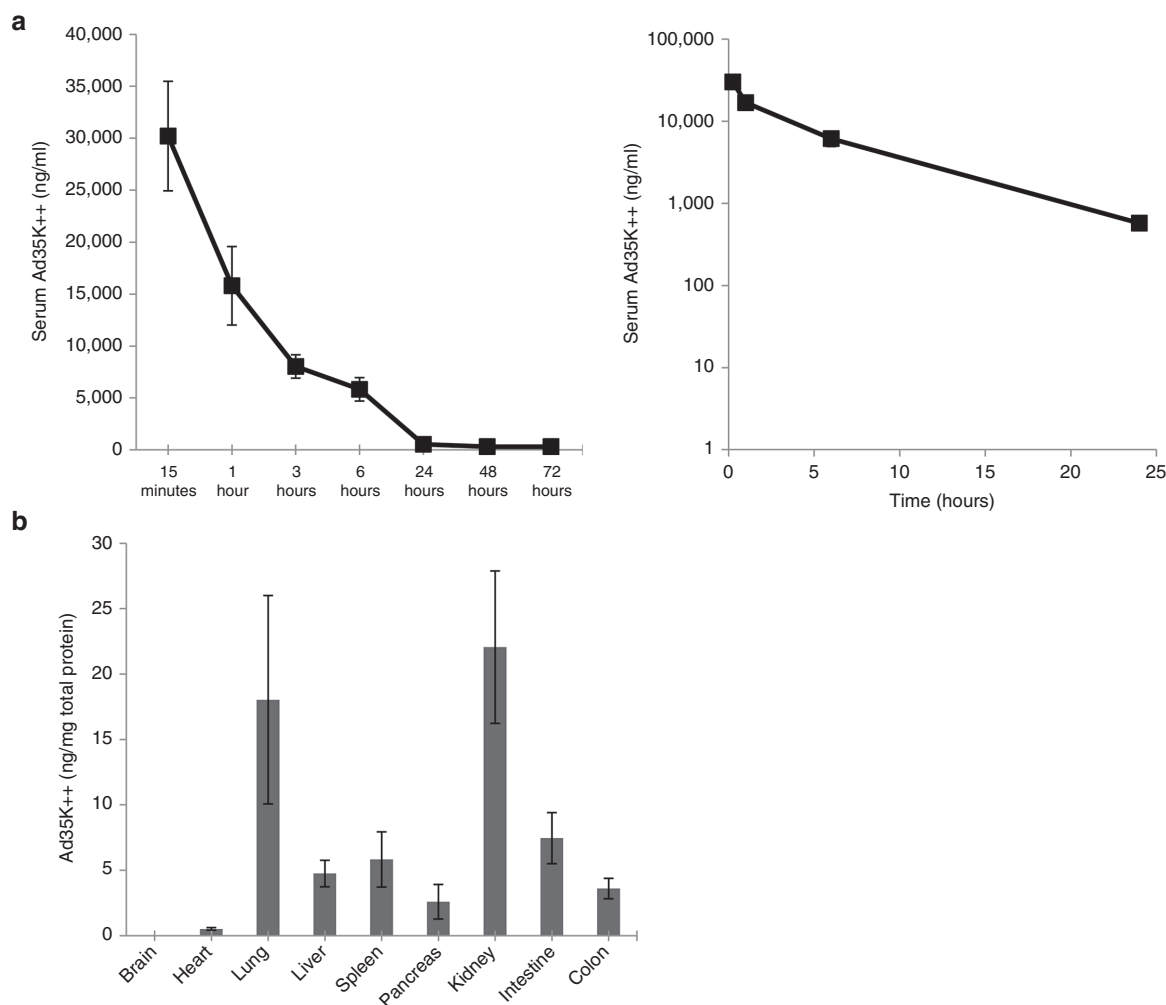 a
Serum Ad35K++ (ng/ml)
40,000
35,000
30,000
25,000
20,000
15,000
10,000
5,000
0
15 minutes
1 hour
3 hours
6 hours
24 hours
48 hours
72 hours
Serum Ad35K++ (ng/ml)
100,000
10,000
1,000
100
10
1
0 5 10 15 20 25
Time (hours)
b
Ad35K++ (ng/mg total protein)
30
25
20
15
10
5
0
Brain
Heart
Lung
Liver
Spleen
Pancreas
Kidney
Intestine
Colon